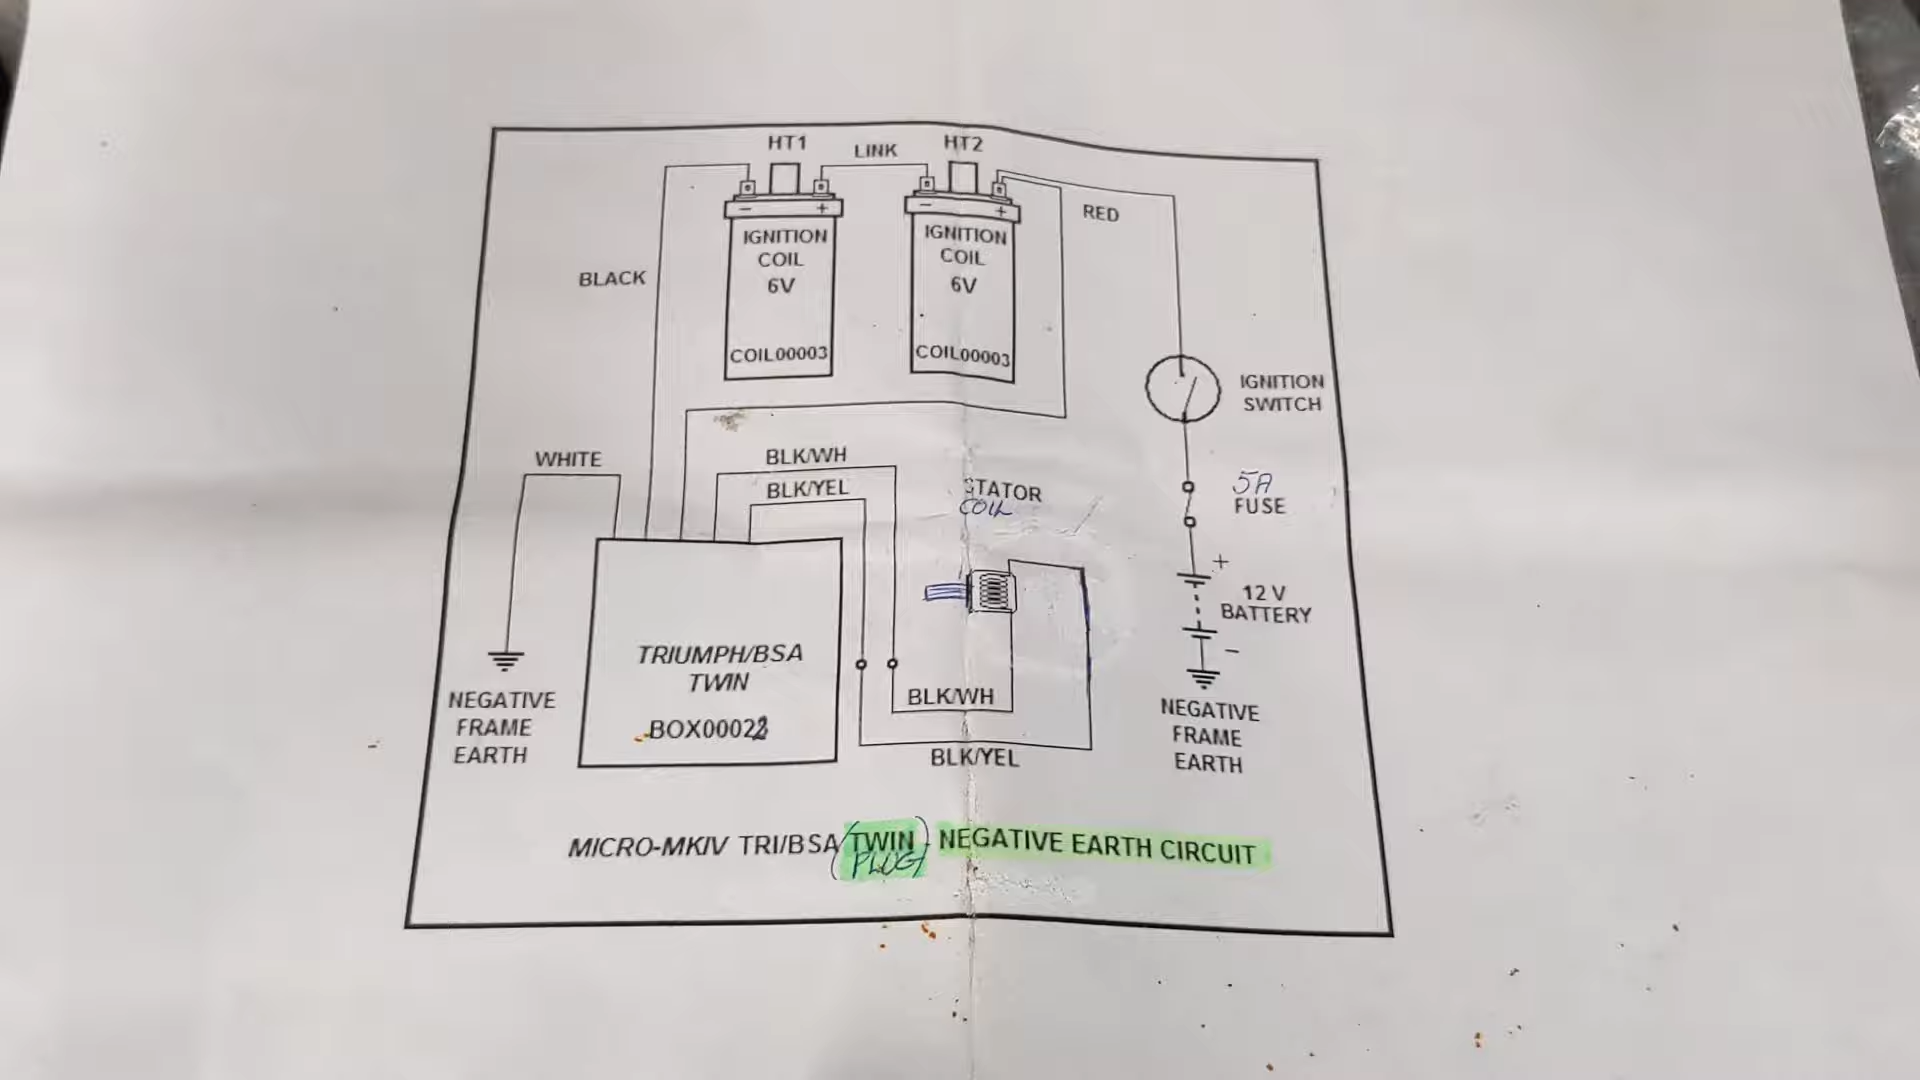 HT1
LINK
HT2
RED
BLACK
- +
- +
IGNITION
COIL
6V
COIL00003
IGNITION
COIL
6V
COIL00003
IGNITION
SWITCH
WHITE
BLK/WH
BLK/YEL
STATOR
COIL
5A
FUSE
+
12 V
BATTERY
-
TRIUMPH/BSA
TWIN
BOX00022
BLK/WH
BLK/YEL
NEGATIVE
FRAME
EARTH
NEGATIVE
FRAME
EARTH
MICRO-MKIV TRI/BSA (TWIN PLUG) - NEGATIVE EARTH CIRCUIT